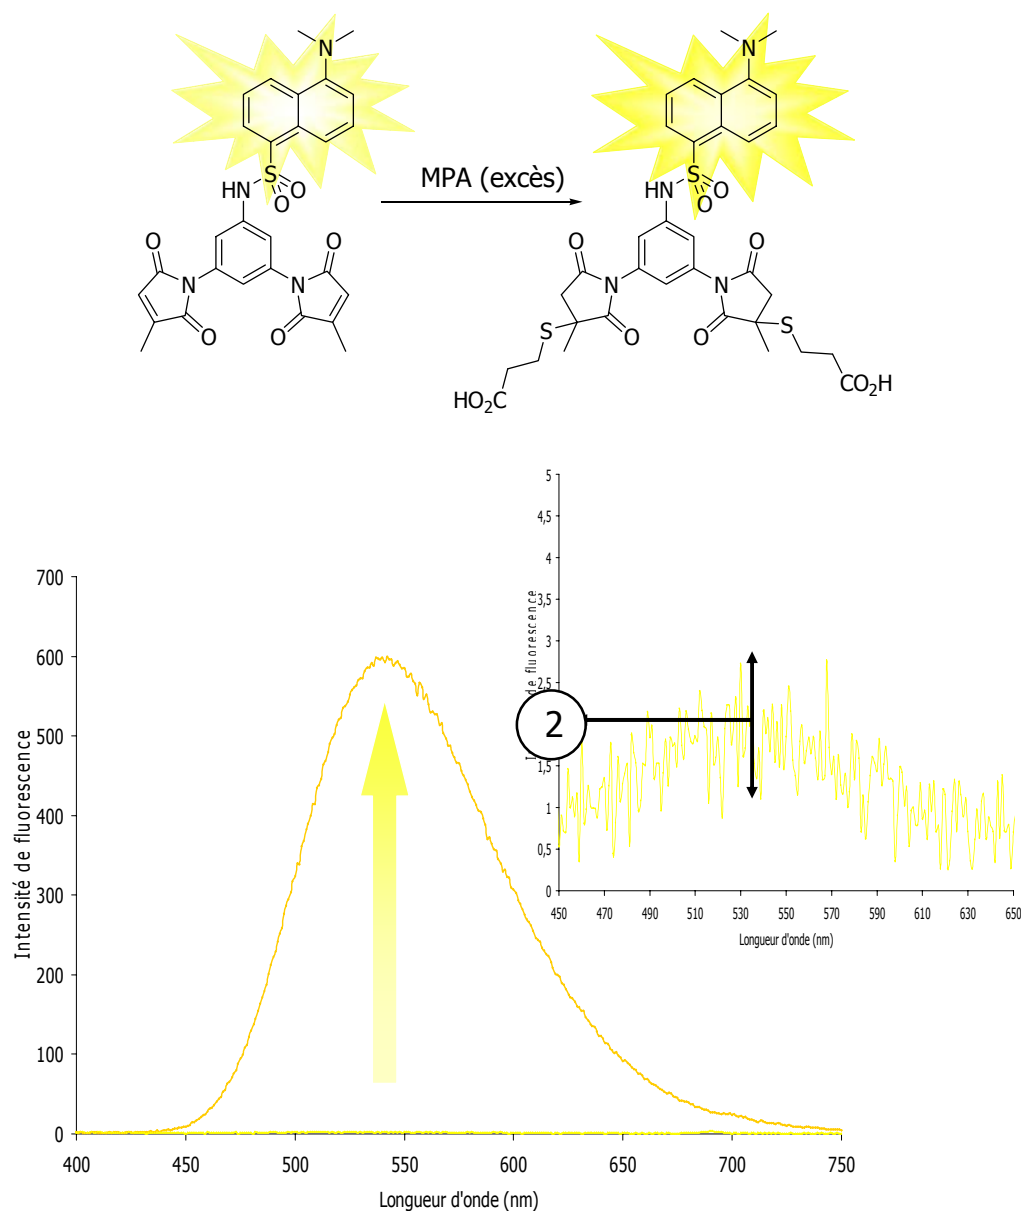 N
S
O
O
HN
MPA (excès)
O
O
N
N
O
O
N
S
O
O
HN
O
O
N
N
S
O
O
S
HO2C
CO2H
5
4,5
4
3,5
3
2,5
2
1,5
1
0,5
0
450 470 490 510 530 550 570 590 610 630 650
Longueur d'onde (nm)
de fluorescence
2
700
600
500
400
300
200
100
0
Intensité de fluorescence
400 450 500 550 600 650 700 750
Longueur d'onde (nm)